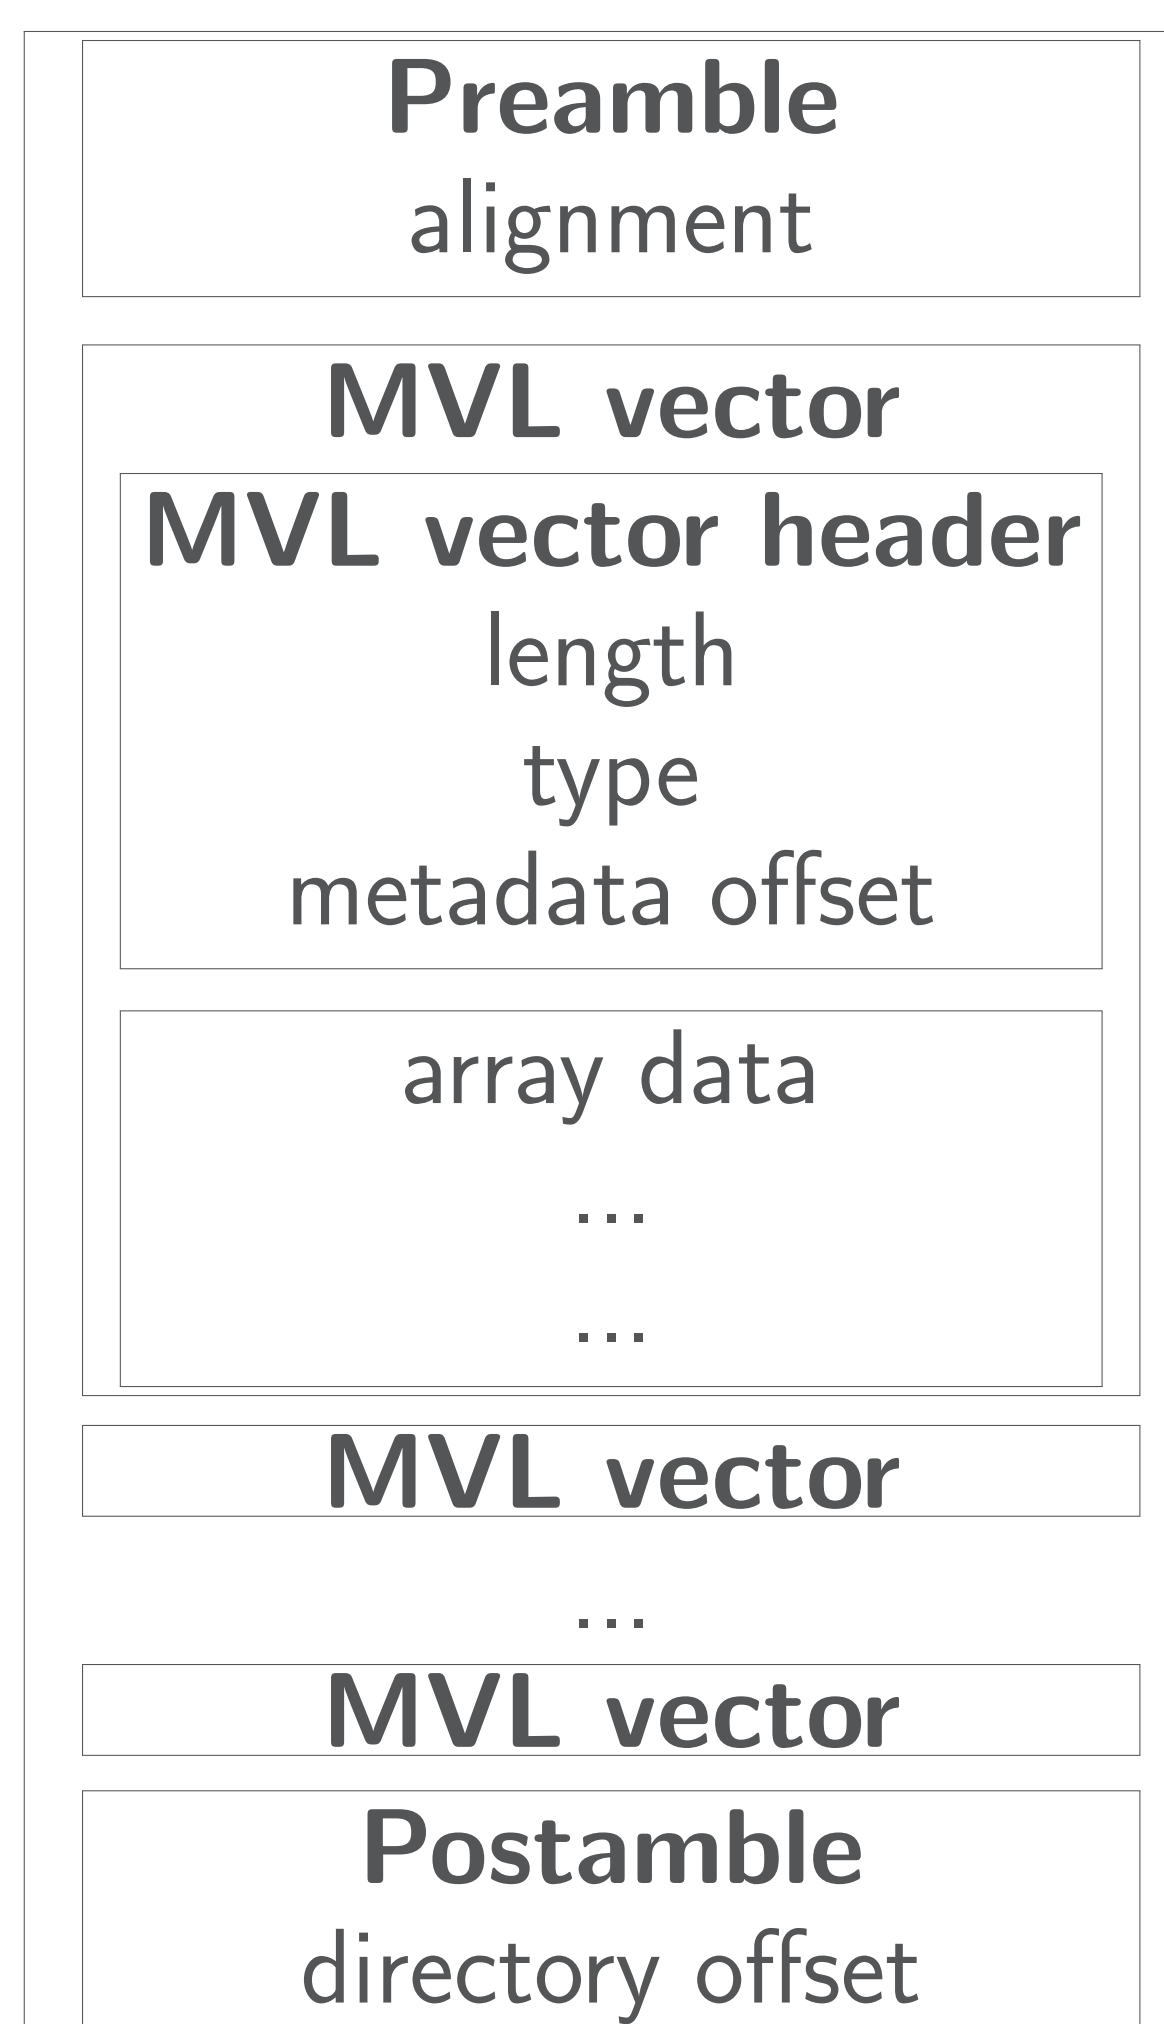 Preamble
alignment
MVL vector
MVL vector header
length
type
metadata offset
array data
...
...
MVL vector
...
MVL vector
Postamble
directory offset